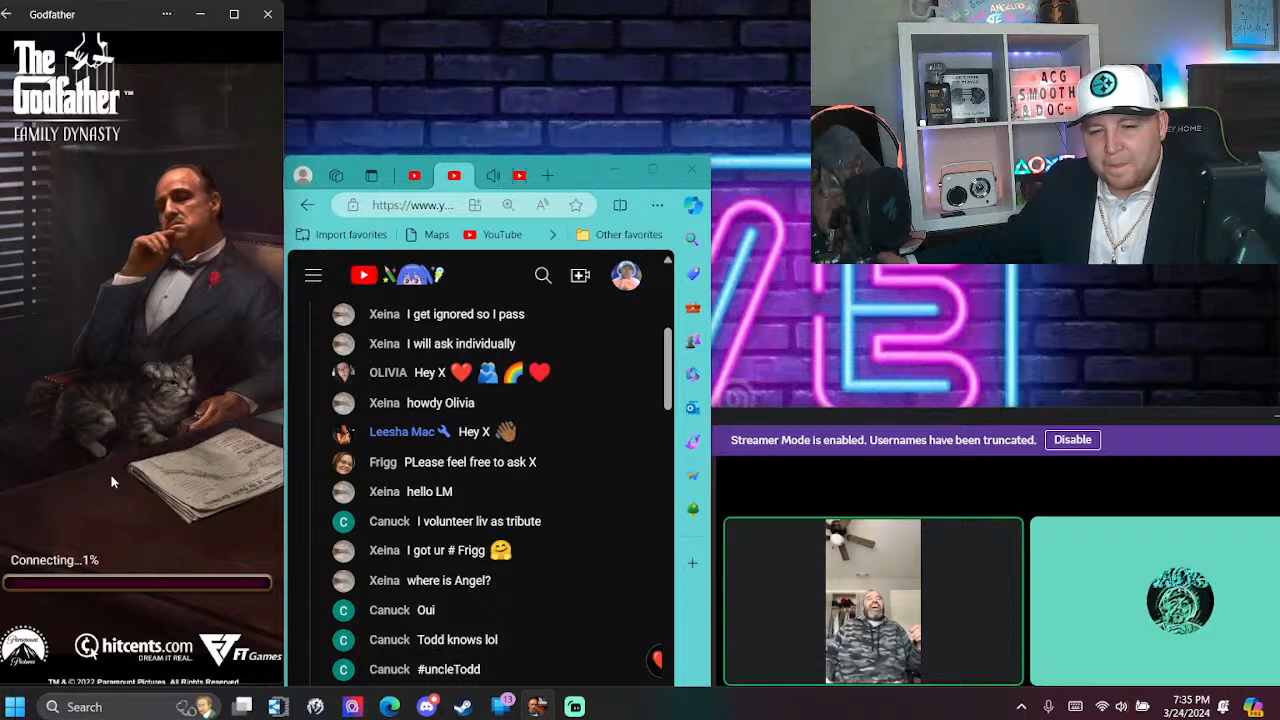 Godfather
The
Godfather™
FAMILY DYNASTY
Connecting...1%
Paramount
Pictures
hitcents.com
DREAM IT REAL.
FT Games
TM & © 2022 Paramount Pictures. All Rights Reserved.
https://www.y...
Import favorites
Maps
YouTube
Other favorites
Xeina I get ignored so I pass
Xeina I will ask individually
OLIVIA Hey X ❤️🫂🌈♥️
Xeina howdy Olivia
Leesha Mac🔧 Hey X 👋🏾
Frigg PLease feel free to ask X
Xeina hello LM
C Canuck I volunteer liv as tribute
Xeina I got ur # Frigg 🤗
Xeina where is Angel?
C Canuck Oui
C Canuck Todd knows lol
C Canuck #uncleTodd
ACG
SMOOTH
& DOC
Streamer Mode is enabled. Usernames have been truncated. Disable
Search
13
7:35 PM
3/24/2024